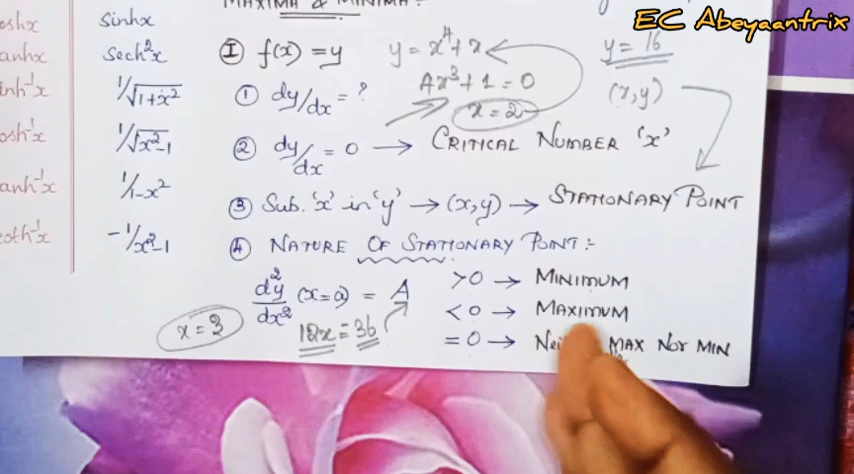 EC Abeyaantrix
MAXIMA & MINIMA :-
sinhx
sech²x
1/√1+x²
1/√x²-1
1/1-x²
-1/x²-1
I f(x) = y y = x⁴ + x y = 16
4x³ + 1 = 0 (x, y)
① dy/dx = ? x = 2
② dy/dx = 0 → CRITICAL NUMBER 'x'
③ Sub. 'x' in 'y' → (x, y) → STATIONARY POINT
④ NATURE OF STATIONARY POINT :-
d²y/dx² (x=a) = A >0 → MINIMUM
<0 → MAXIMUM
x = 3 12x = 36
=0 → MAX NOR MIN